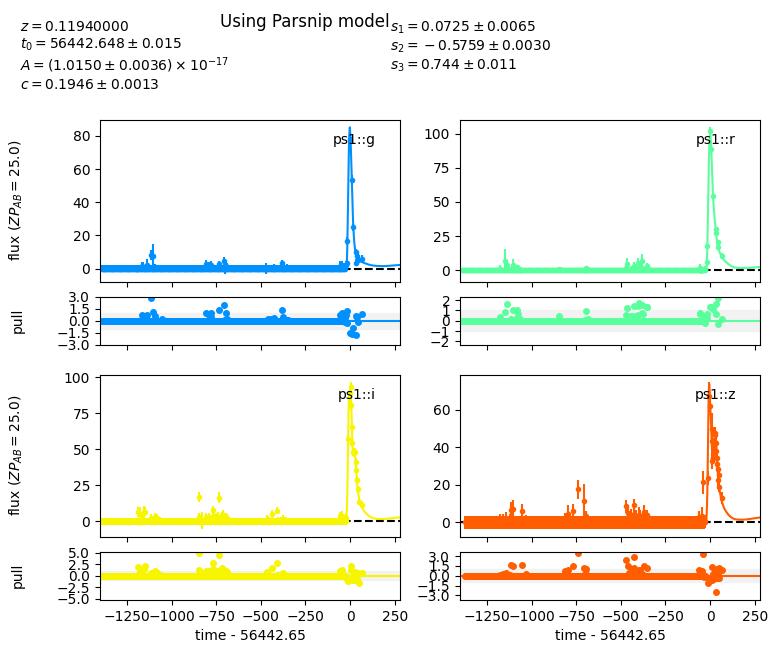 Using Parsnip model
z = 0.11940000
t₀ = 56442.648 ± 0.015
A = (1.0150 ± 0.0036) × 10⁻¹⁷
c = 0.1946 ± 0.0013
s₁ = 0.0725 ± 0.0065
s₂ = −0.5759 ± 0.0030
s₃ = 0.744 ± 0.011
flux (ZP_AB = 25.0)
80
60
40
20
0
ps1::g
100
75
50
25
0
ps1::r
pull
3.0
1.5
0.0
−1.5
−3.0
2
1
0
−1
−2
flux (ZP_AB = 25.0)
100
75
50
25
0
ps1::i
60
40
20
0
ps1::z
pull
5.0
2.5
0.0
−2.5
−5.0
3.0
1.5
0.0
−1.5
−3.0
−1250 −1000 −750 −500 −250 0 250
time - 56442.65
−1250 −1000 −750 −500 −250 0 250
time - 56442.65